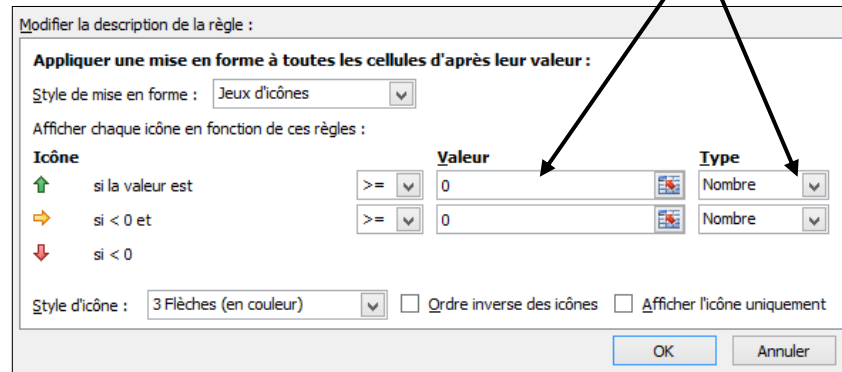 Modifier la description de la règle :
Appliquer une mise en forme à toutes les cellules d'après leur valeur :
Style de mise en forme : Jeux d'icônes
Afficher chaque icône en fonction de ces règles :
Icône Valeur Type
si la valeur est >= 0 Nombre
si < 0 et >= 0 Nombre
si < 0
Style d'icône : 3 Flèches (en couleur) Ordre inverse des icônes Afficher l'icône uniquement
OK Annuler